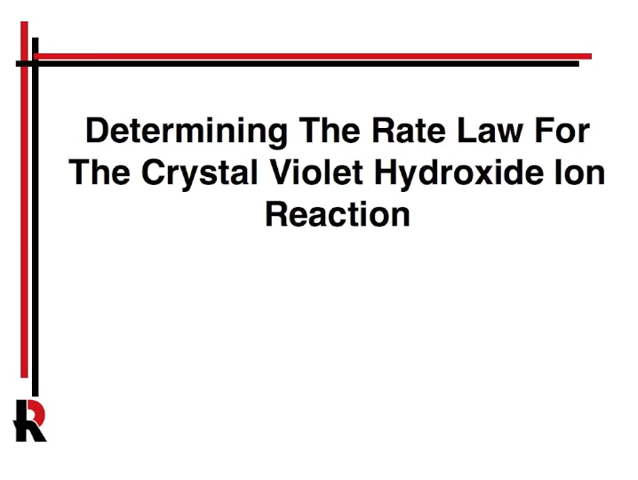 Determining The Rate Law For
The Crystal Violet Hydroxide Ion
Reaction
R